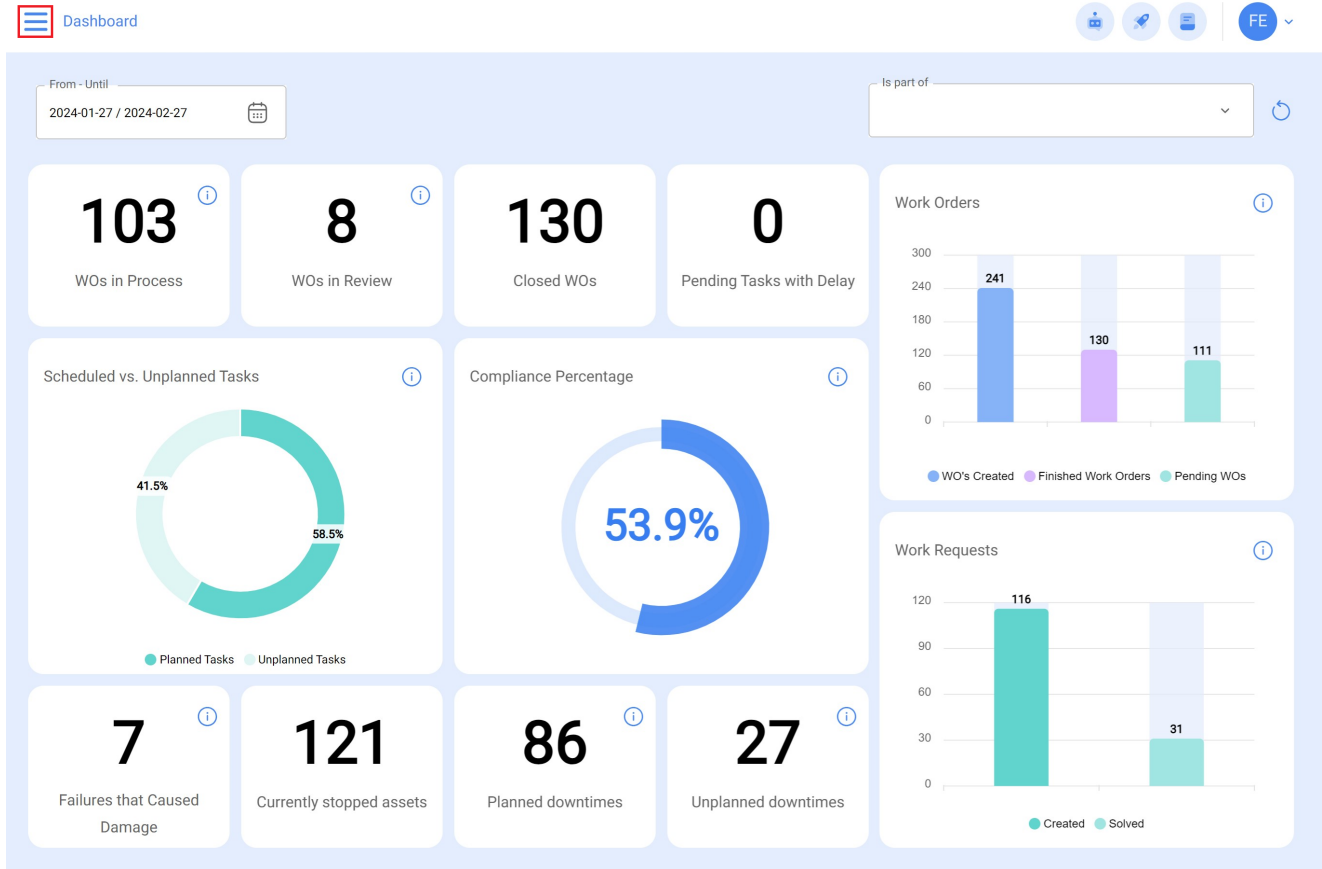 Dashboard
FE
From - Until
2024-01-27 / 2024-02-27
Is part of
103
WOs in Process
8
WOs in Review
130
Closed WOs
0
Pending Tasks with Delay
Work Orders
300
240
180
120
60
0
241
130
111
WO's Created
Finished Work Orders
Pending WOs
Scheduled vs. Unplanned Tasks
41.5%
58.5%
Planned Tasks
Unplanned Tasks
Compliance Percentage
53.9%
Work Requests
120
90
60
30
0
116
31
Created
Solved
7
Failures that Caused
Damage
121
Currently stopped assets
86
Planned downtimes
27
Unplanned downtimes